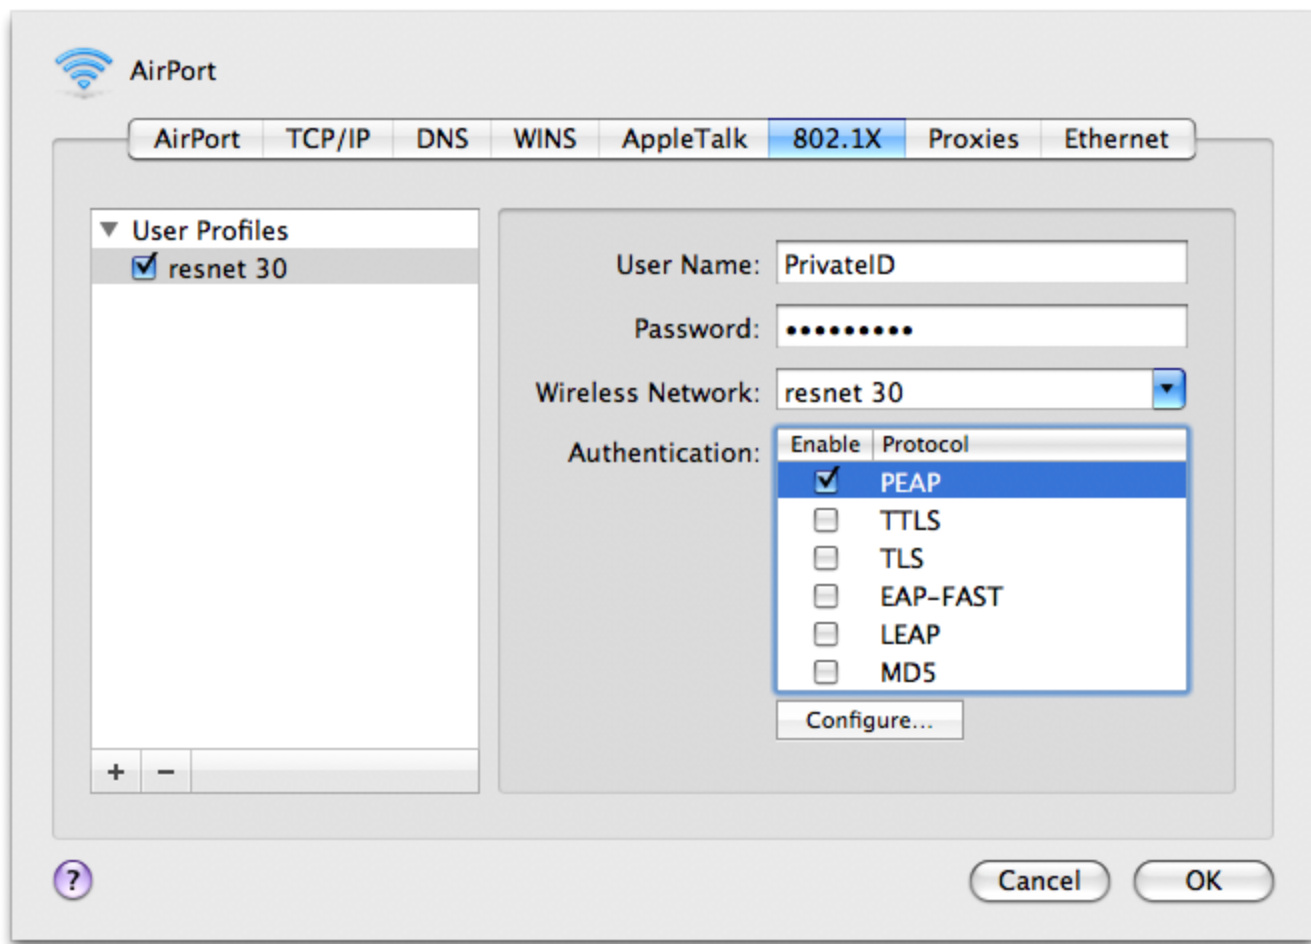 AirPort
AirPort TCP/IP DNS WINS AppleTalk 802.1X Proxies Ethernet
User Profiles
resnet 30
User Name: PrivateID
Password: •••••••••
Wireless Network: resnet 30
Authentication:
Enable Protocol
PEAP
TTLS
TLS
EAP-FAST
LEAP
MD5
Configure...
+ −
? Cancel OK